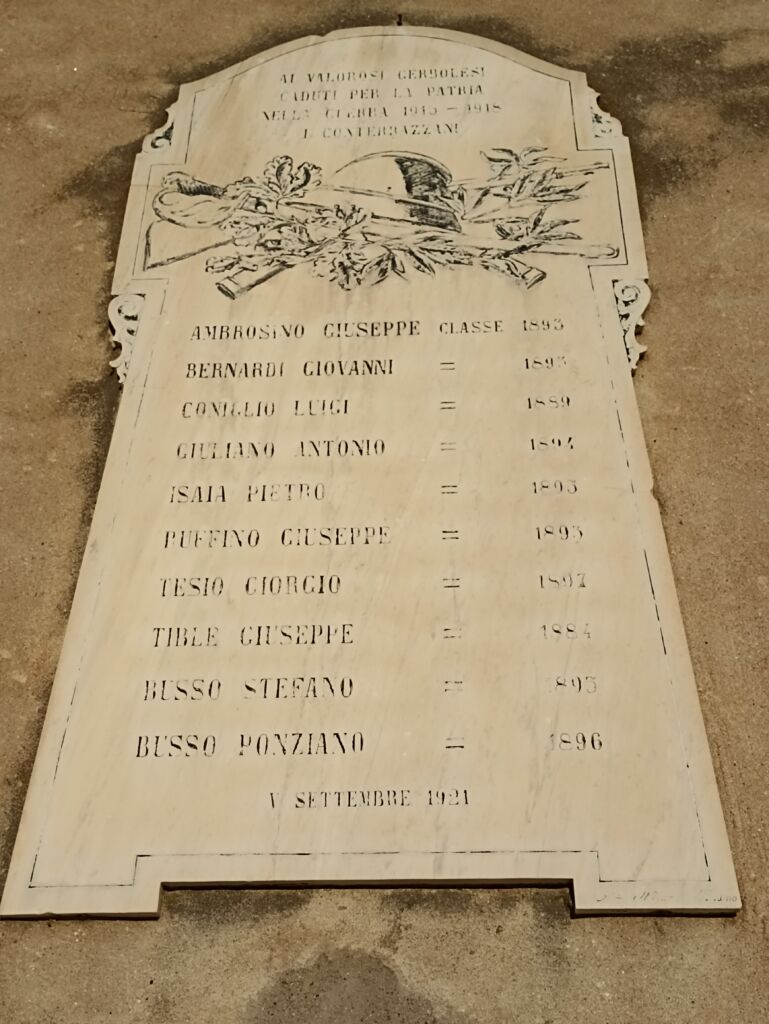 AI VALOROSI GERBOLESI
CADUTI PER LA PATRIA
NELLA GUERRA 1915 - 1918
I CONTERRAZZANI
AMBROSINO GIUSEPPE CLASSE 1893
BERNARDI GIOVANNI = 1893
CONIGLIO LUIGI = 1889
GIULIANO ANTONIO = 1894
ISAIA PIETRO = 1893
RUFFINO GIUSEPPE = 1893
TESIO GIORGIO = 1897
TIBLE GIUSEPPE = 1884
BUSSO STEFANO = 1893
BUSSO PONZIANO = 1896
V SETTEMBRE 1921